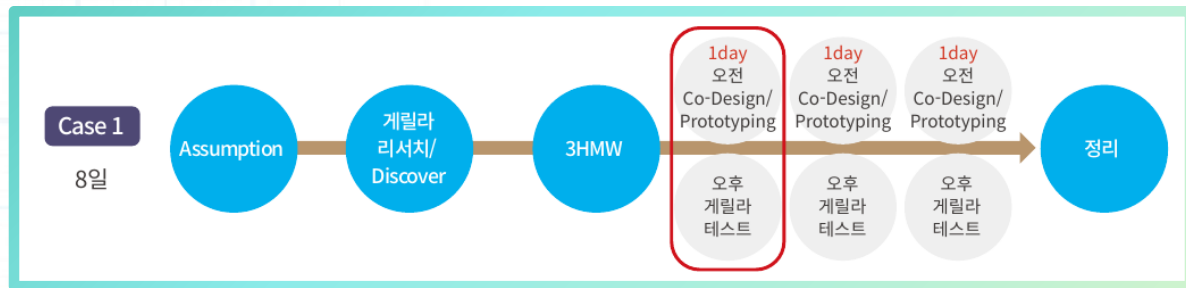 Case 1
8일
Assumption
게릴라
리서치/
Discover
3HMW
1day
오전
Co-Design/
Prototyping
오후
게릴라
테스트
1day
오전
Co-Design/
Prototyping
오후
게릴라
테스트
1day
오전
Co-Design/
Prototyping
오후
게릴라
테스트
정리